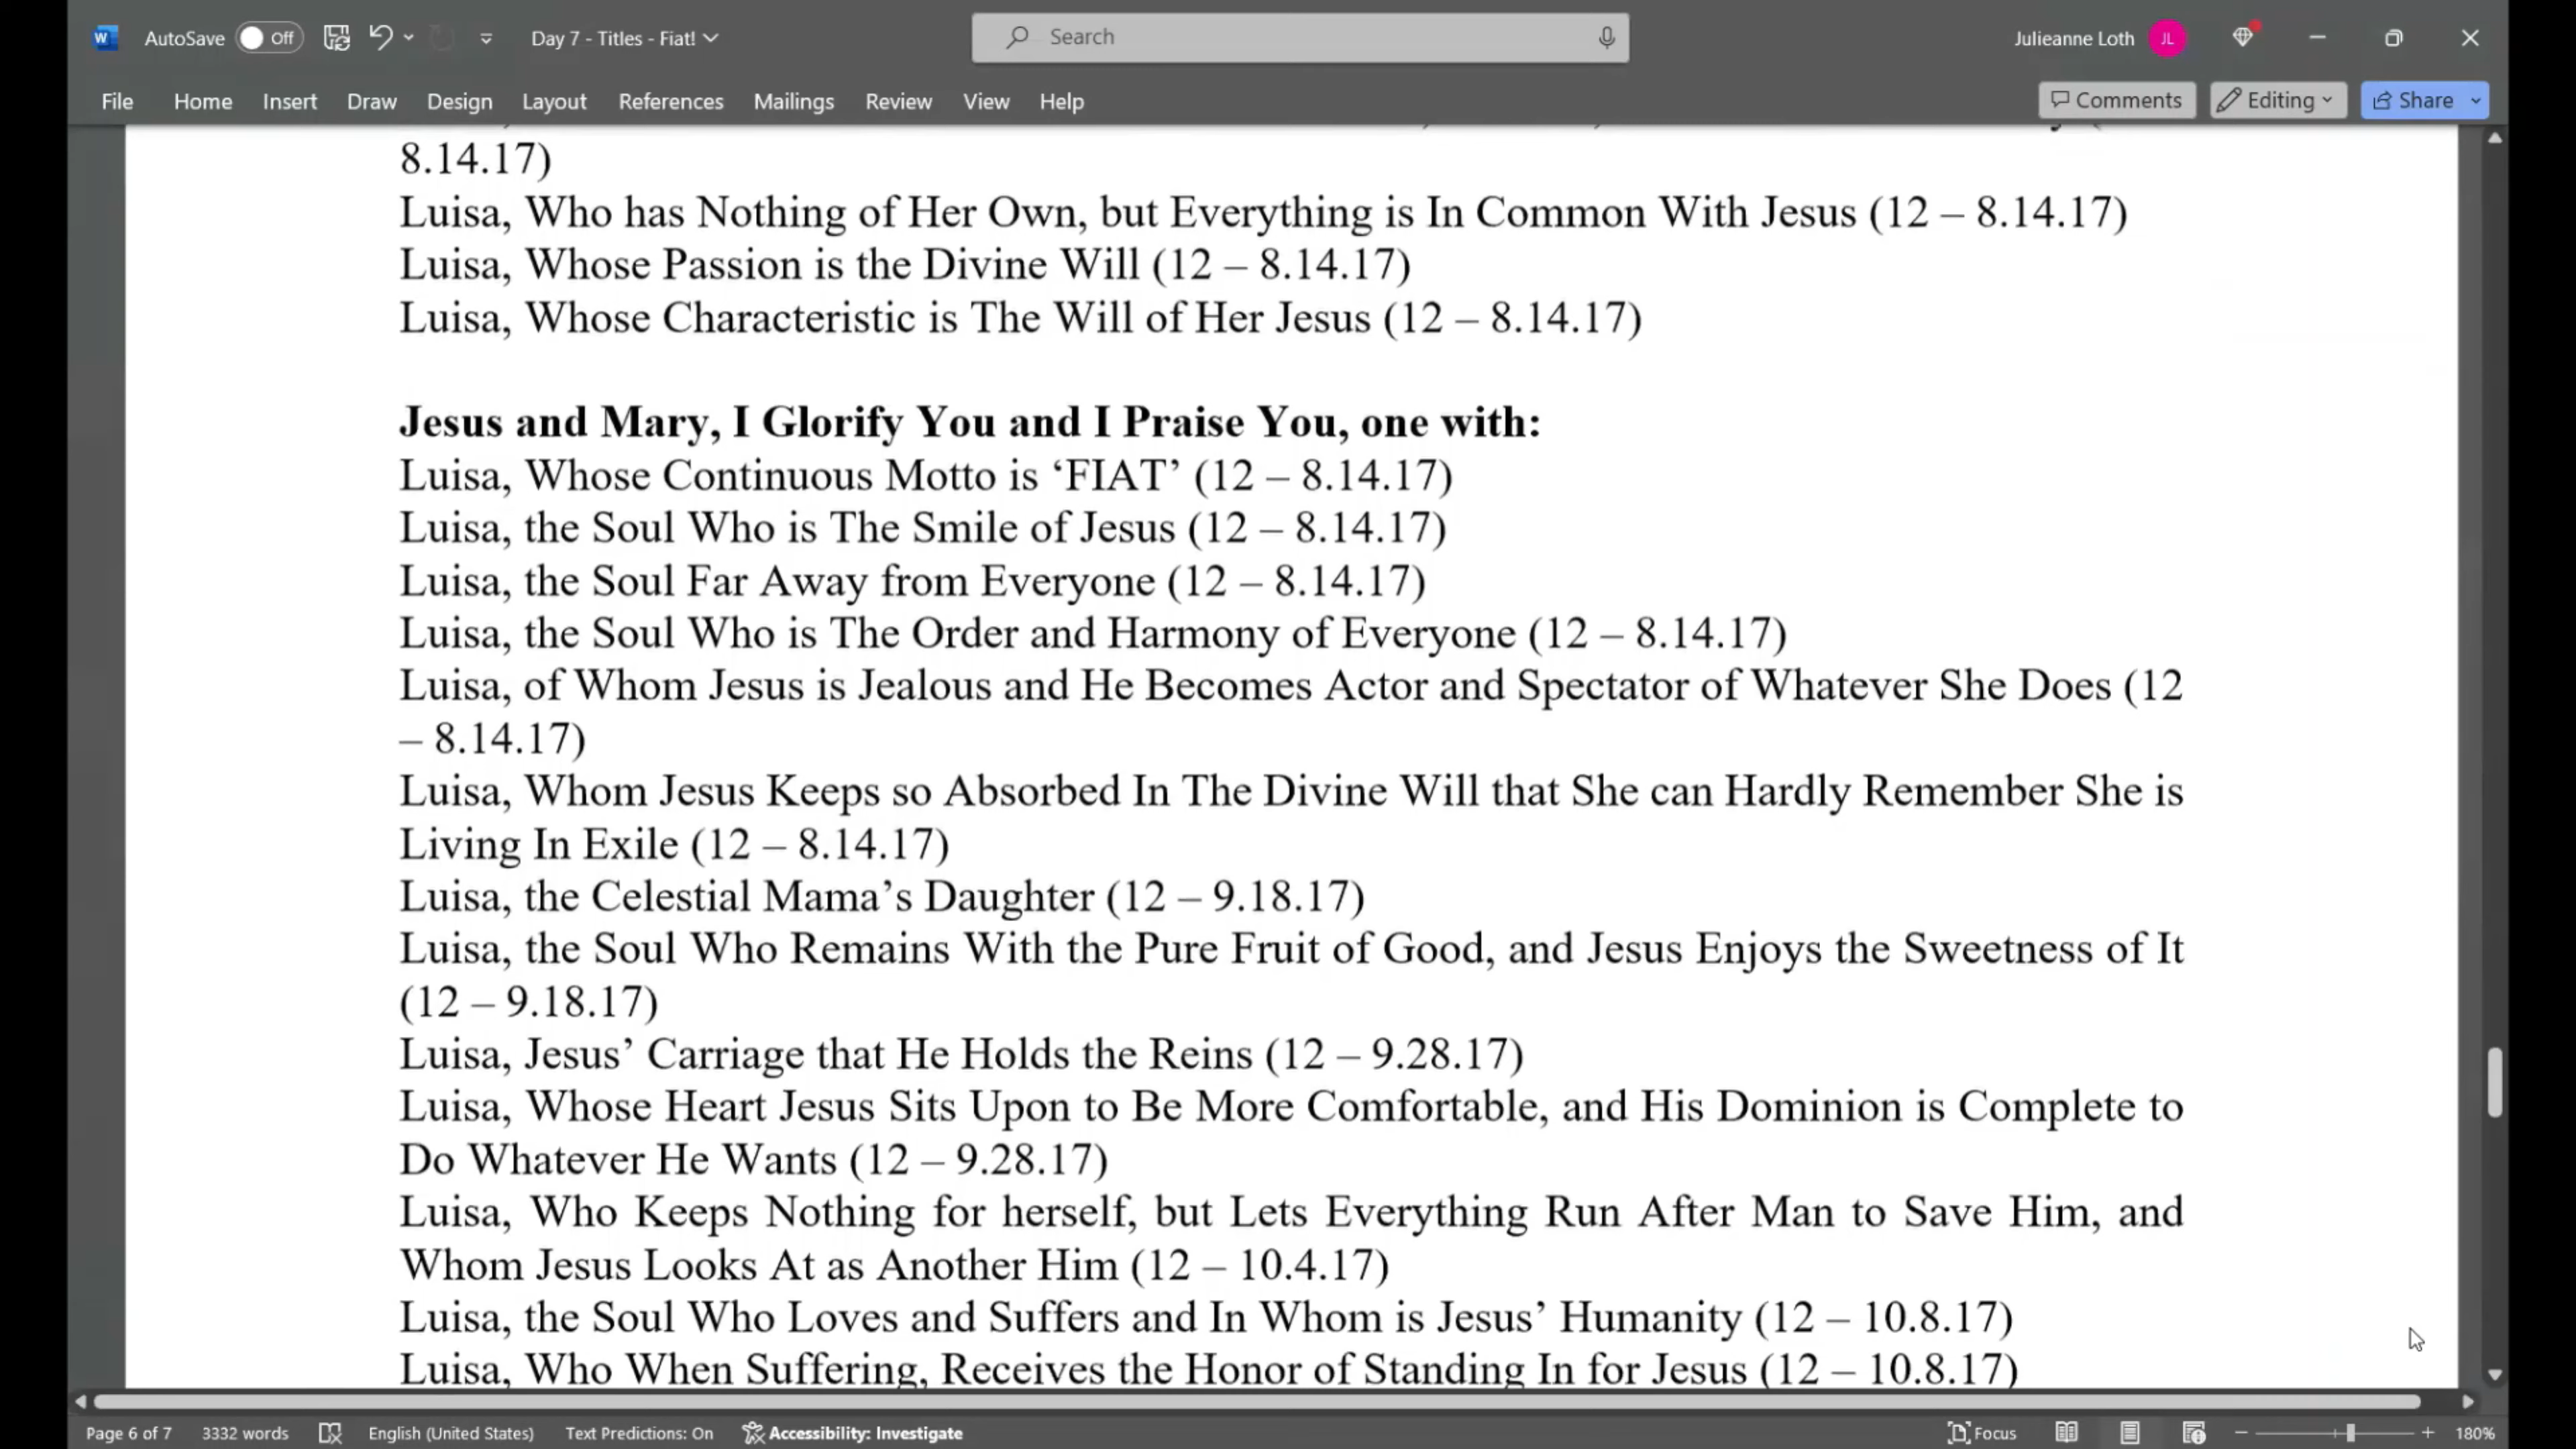 AutoSave Off Day 7 - Titles - Fiat! Search Julieanne Loth JL
File Home Insert Draw Design Layout References Mailings Review View Help Comments Editing Share
8.14.17)
Luisa, Who has Nothing of Her Own, but Everything is In Common With Jesus (12 – 8.14.17)
Luisa, Whose Passion is the Divine Will (12 – 8.14.17)
Luisa, Whose Characteristic is The Will of Her Jesus (12 – 8.14.17)
Jesus and Mary, I Glorify You and I Praise You, one with:
Luisa, Whose Continuous Motto is ‘FIAT’ (12 – 8.14.17)
Luisa, the Soul Who is The Smile of Jesus (12 – 8.14.17)
Luisa, the Soul Far Away from Everyone (12 – 8.14.17)
Luisa, the Soul Who is The Order and Harmony of Everyone (12 – 8.14.17)
Luisa, of Whom Jesus is Jealous and He Becomes Actor and Spectator of Whatever She Does (12
– 8.14.17)
Luisa, Whom Jesus Keeps so Absorbed In The Divine Will that She can Hardly Remember She is
Living In Exile (12 – 8.14.17)
Luisa, the Celestial Mama’s Daughter (12 – 9.18.17)
Luisa, the Soul Who Remains With the Pure Fruit of Good, and Jesus Enjoys the Sweetness of It
(12 – 9.18.17)
Luisa, Jesus’ Carriage that He Holds the Reins (12 – 9.28.17)
Luisa, Whose Heart Jesus Sits Upon to Be More Comfortable, and His Dominion is Complete to
Do Whatever He Wants (12 – 9.28.17)
Luisa, Who Keeps Nothing for herself, but Lets Everything Run After Man to Save Him, and
Whom Jesus Looks At as Another Him (12 – 10.4.17)
Luisa, the Soul Who Loves and Suffers and In Whom is Jesus’ Humanity (12 – 10.8.17)
Luisa, Who When Suffering, Receives the Honor of Standing In for Jesus (12 – 10.8.17)
Page 6 of 7 3332 words English (United States) Text Predictions: On Accessibility: Investigate Focus 180%